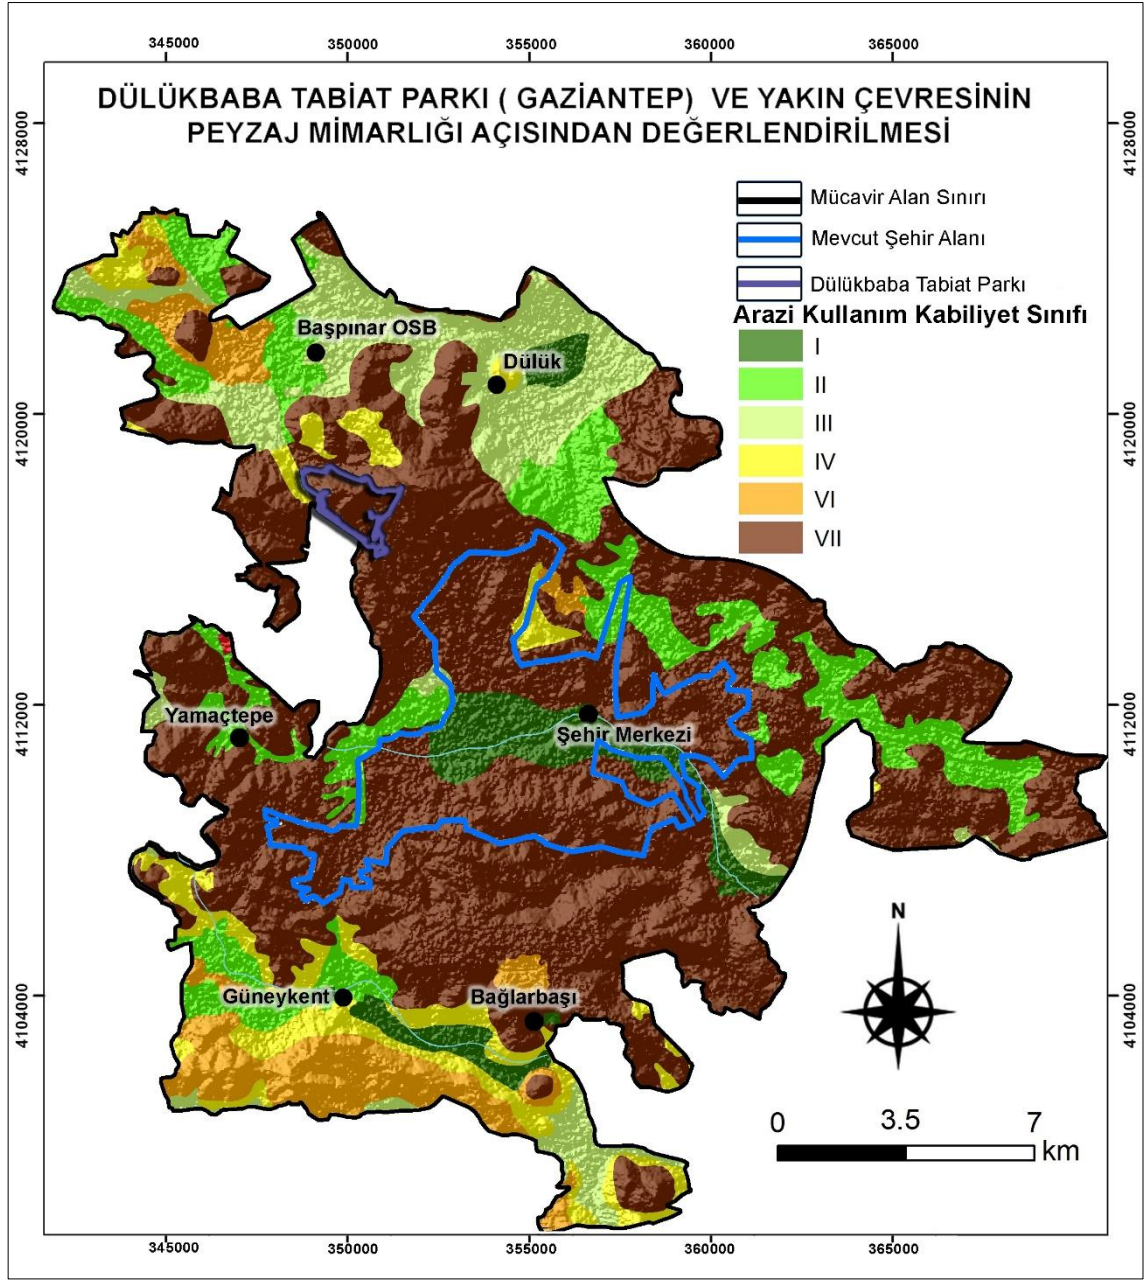 345000 350000 355000 360000 365000
DÜLÜKBABA TABİAT PARKI ( GAZİANTEP) VE YAKIN ÇEVRESİNİN
PEYZAJ MİMARLIĞI AÇISINDAN DEĞERLENDİRİLMESİ
4128000 4128000
Mücavir Alan Sınırı
Mevcut Şehir Alanı
Dülükbaba Tabiat Parkı
Arazi Kullanım Kabiliyet Sınıfı
I
II
III
IV
VI
VII
Başpınar OSB
Dülük
4120000 4120000
Yamaçtepe
Şehir Merkezi
4112000 4112000
N
Güneykent
Bağlarbaşı
4104000 4104000
0 3.5 7
km
345000 350000 355000 360000 365000